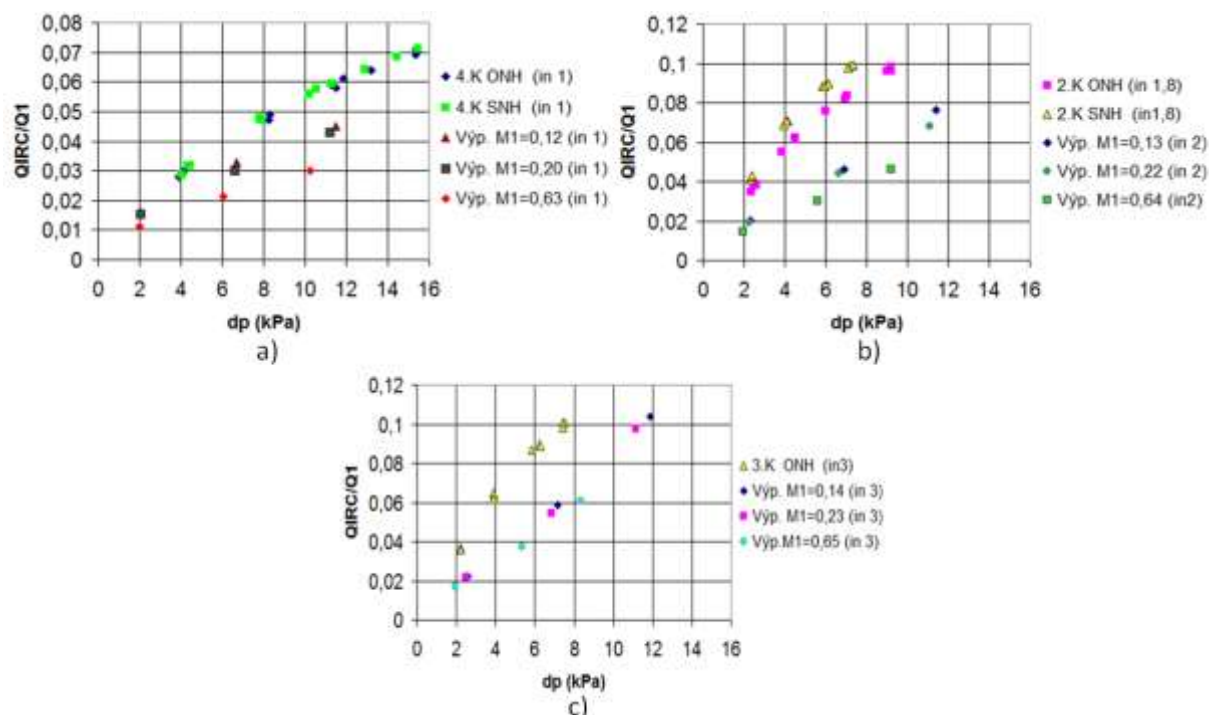 QIRC/Q1
0,08
0,07
0,06
0,05
0,04
0,03
0,02
0,01
0
0 2 4 6 8 10 12 14 16
dp (kPa)
4.K ONH (in 1)
4.K SNH (in 1)
Výp. M1=0,12 (in 1)
Výp. M1=0,20 (in 1)
Výp. M1=0,63 (in 1)
a)
QIRC/Q1
0,12
0,1
0,08
0,06
0,04
0,02
0
0 2 4 6 8 10 12 14 16
dp (kPa)
2.K ONH (in 1,8)
2.K SNH (in1,8)
Výp. M1=0,13 (in 2)
Výp. M1=0,22 (in 2)
Výp. M1=0,64 (in2)
b)
QIRC/Q1
0,12
0,1
0,08
0,06
0,04
0,02
0
0 2 4 6 8 10 12 14 16
dp (kPa)
3.K ONH (in3)
Výp. M1=0,14 (in 3)
Výp. M1=0,23 (in 3)
Výp.M1=0,65 (in 3)
c)